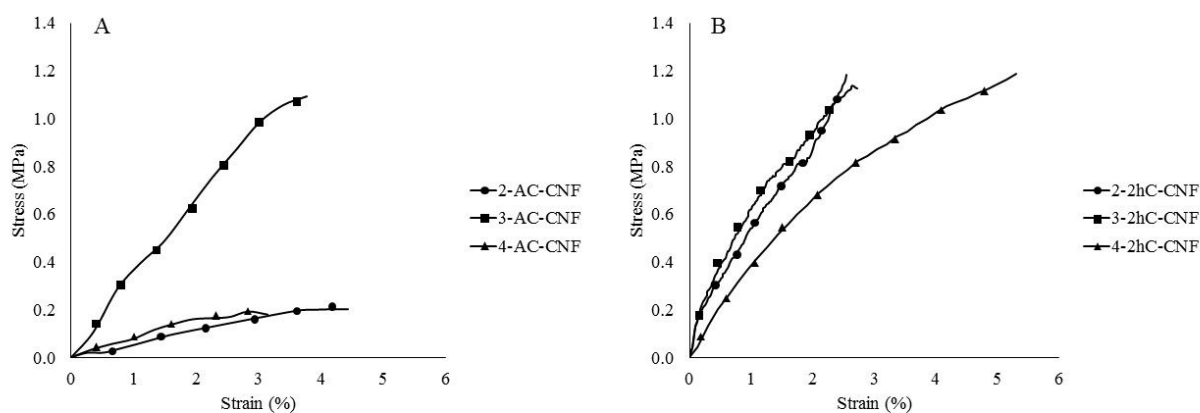 A
Stress (MPa)
1.4
1.2
1.0
0.8
0.6
0.4
0.2
0.0
0 1 2 3 4 5 6
Strain (%)
2-AC-CNF
3-AC-CNF
4-AC-CNF
B
Stress (MPa)
1.4
1.2
1.0
0.8
0.6
0.4
0.2
0.0
0 1 2 3 4 5 6
Strain (%)
2-2hC-CNF
3-2hC-CNF
4-2hC-CNF